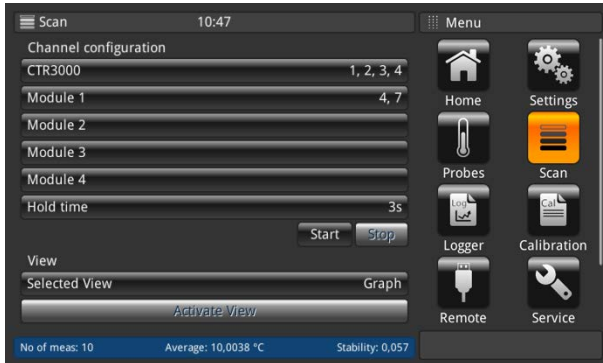 Scan 10:47
Channel configuration
CTR3000 1, 2, 3, 4
Module 1 4, 7
Module 2
Module 3
Module 4
Hold time 3s
Start Stop
View
Selected View Graph
Activate View
No of meas: 10 Average: 10,0038 °C Stability: 0,057
Menu
Home Settings
Probes Scan
Log Cal
Logger Calibration
Remote Service